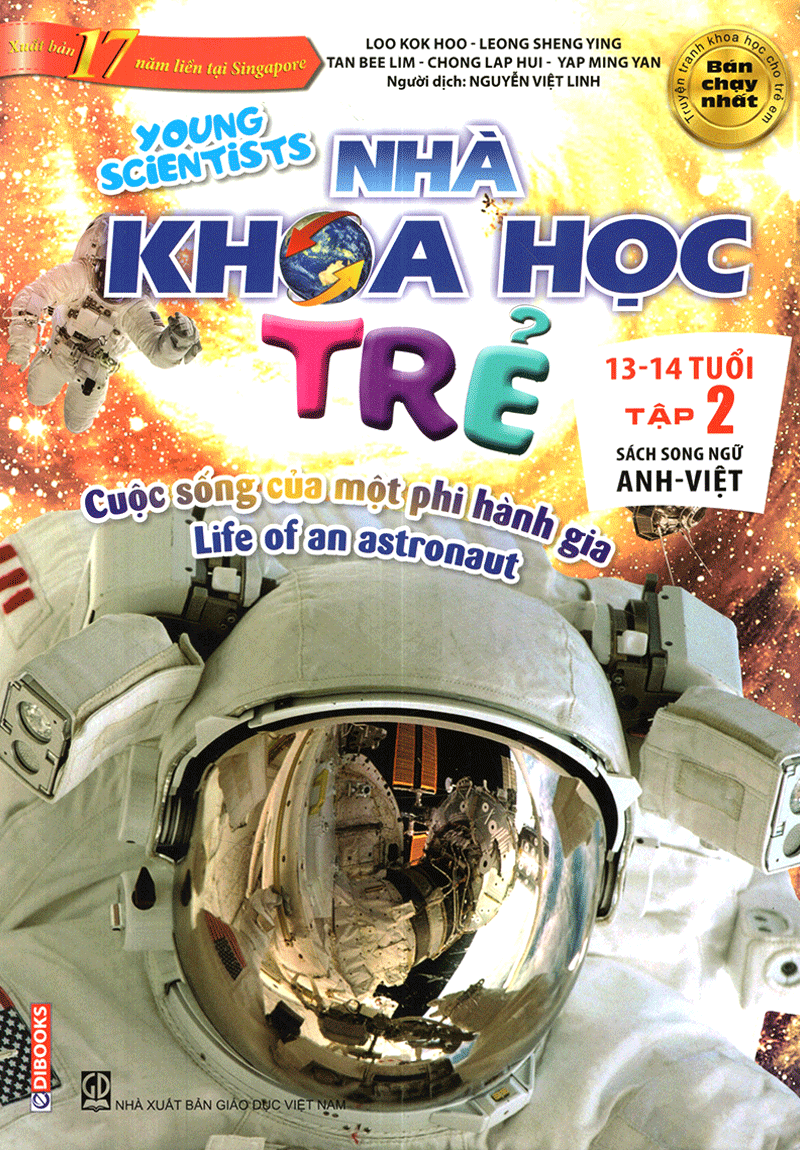 Xuất bản 17 năm liền tại Singapore
LOO KOK HOO - LEONG SHENG YING
TAN BEE LIM - CHONG LAP HUI - YAP MING YAN
Người dịch: NGUYỄN VIỆT LINH
Truyện tranh khoa học cho trẻ em
Bán
chạy
nhất
YOUNG
SCiENTiSTS
NHÀ
KHOA HỌC
TRẺ
13-14 TUỔI
TẬP 2
SÁCH SONG NGỮ
ANH-VIỆT
Cuộc sống của một phi hành gia
Life of an astronaut
DIBOOKS
GD
NHÀ XUẤT BẢN GIÁO DỤC VIỆT NAM